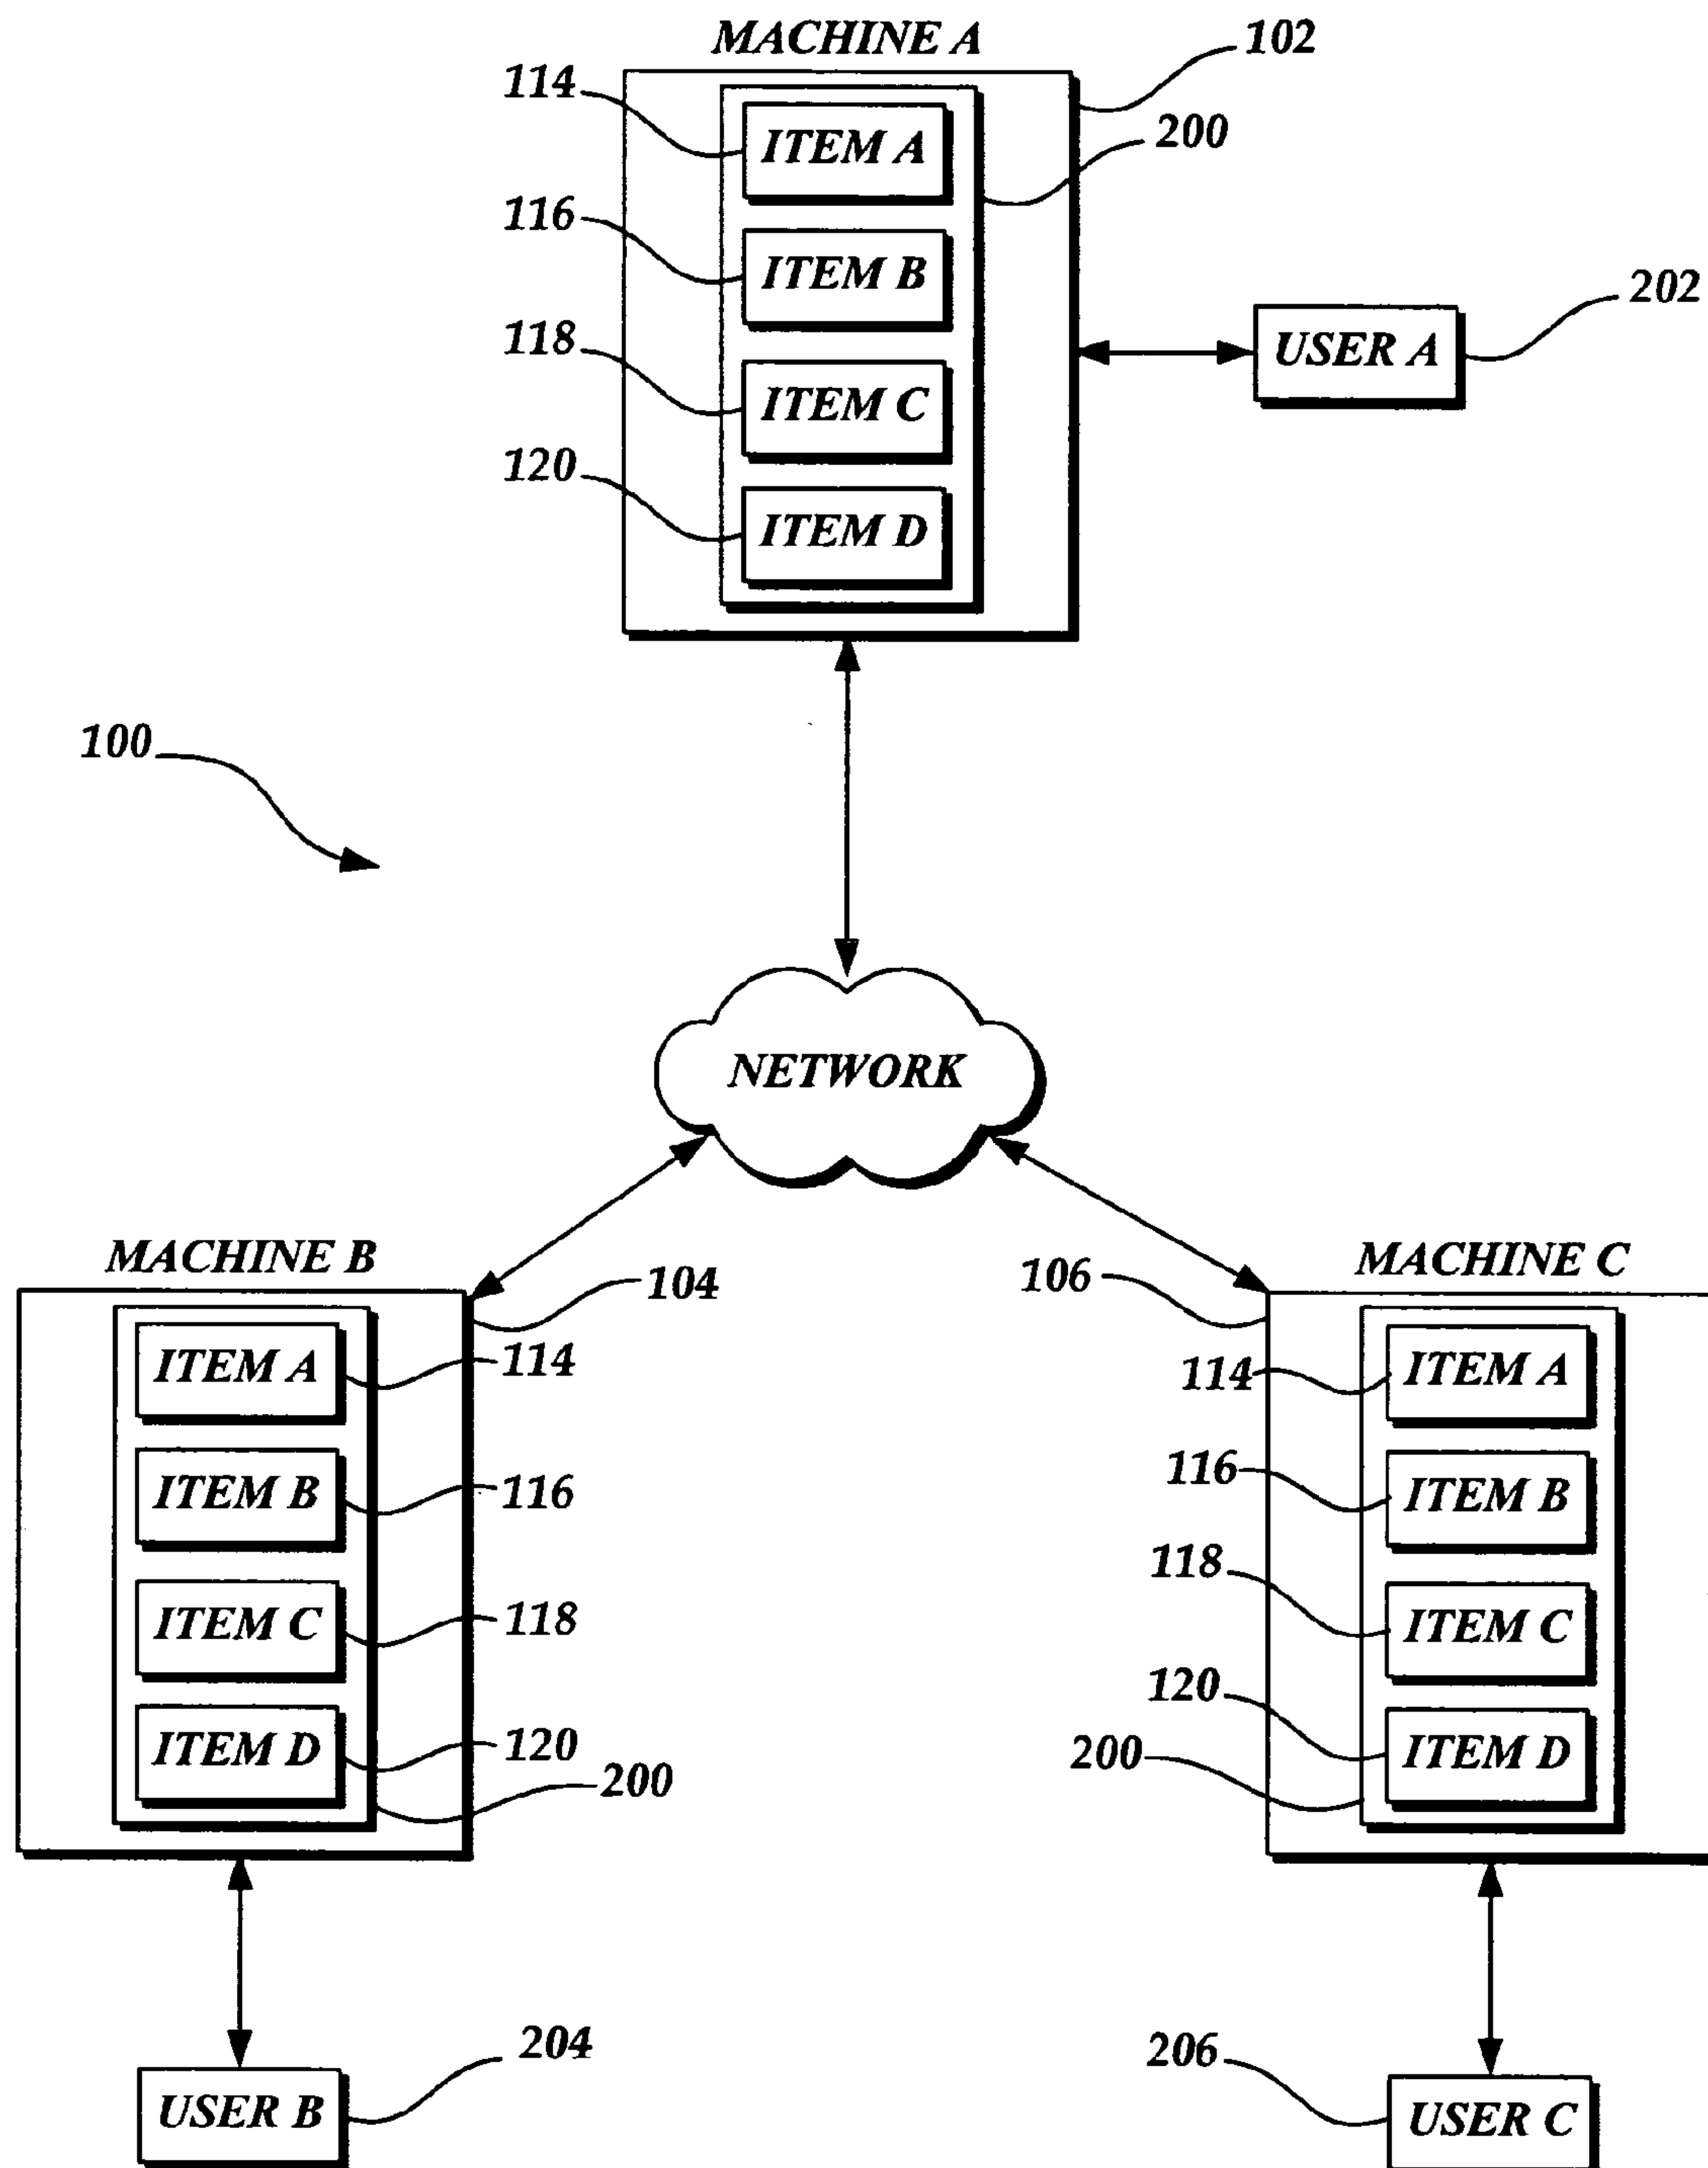 MACHINE A
102
114
ITEM A
200
116
ITEM B
202
USER A
118
ITEM C
120
ITEM D
100
NETWORK
MACHINE B
104
ITEM A
114
ITEM B
116
ITEM C
118
ITEM D
120
200
204
USER B
MACHINE C
106
114
ITEM A
116
ITEM B
118
ITEM C
120
ITEM D
200
206
USER C